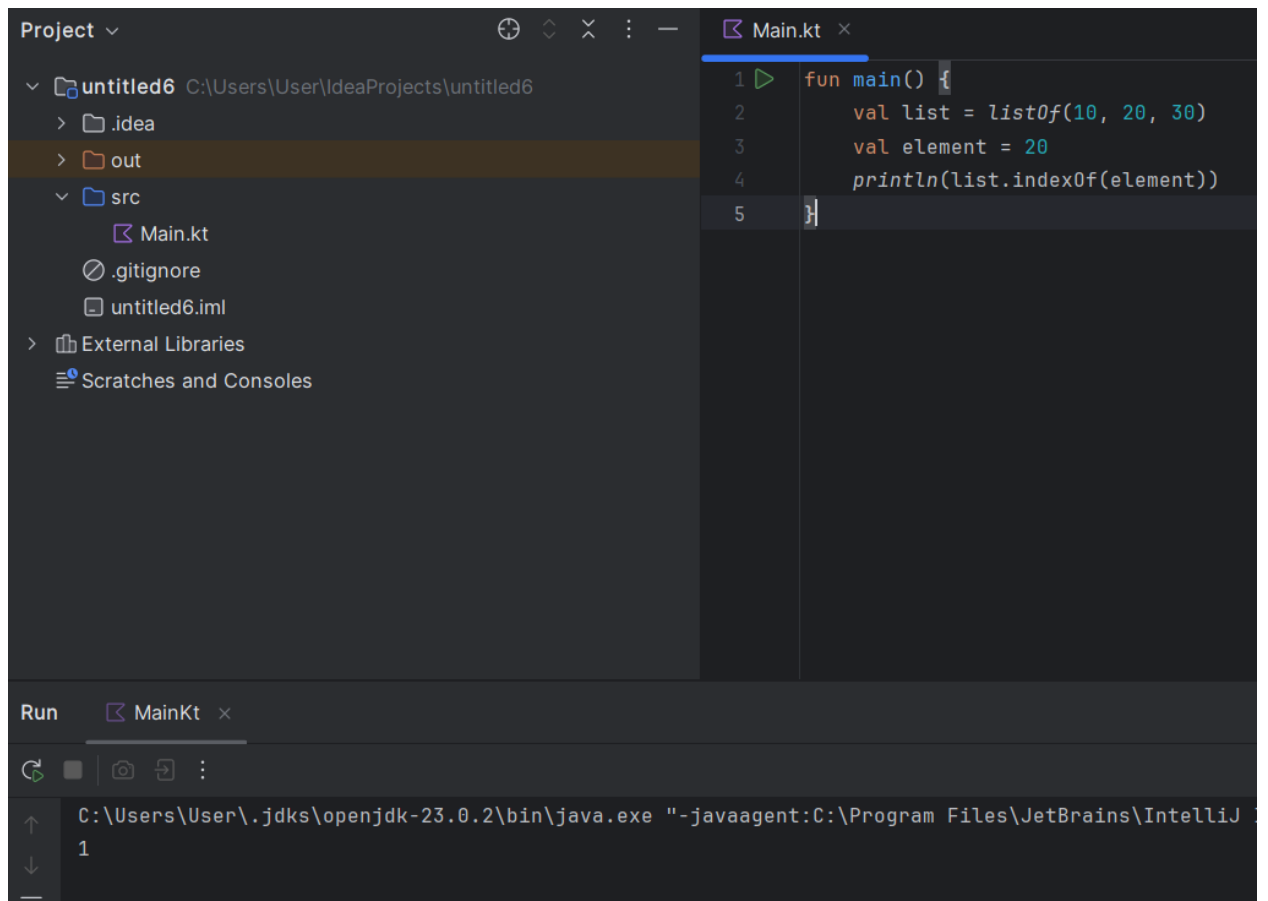 Project
untitled6 C:\Users\User\IdeaProjects\untitled6
.idea
out
src
Main.kt
.gitignore
untitled6.iml
External Libraries
Scratches and Consoles
Main.kt
1 fun main() {
2 val list = listOf(10, 20, 30)
3 val element = 20
4 println(list.indexOf(element))
5 }
Run MainKt
C:\Users\User\.jdks\openjdk-23.0.2\bin\java.exe "-javaagent:C:\Program Files\JetBrains\IntelliJ
1